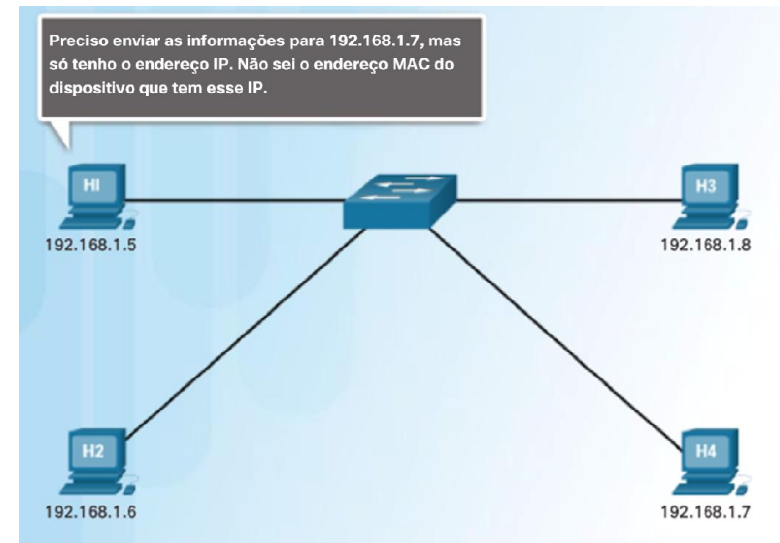 Preciso enviar as informações para 192.168.1.7, mas
só tenho o endereço IP. Não sei o endereço MAC do
dispositivo que tem esse IP.
HI
192.168.1.5
H3
192.168.1.8
H2
192.168.1.6
H4
192.168.1.7